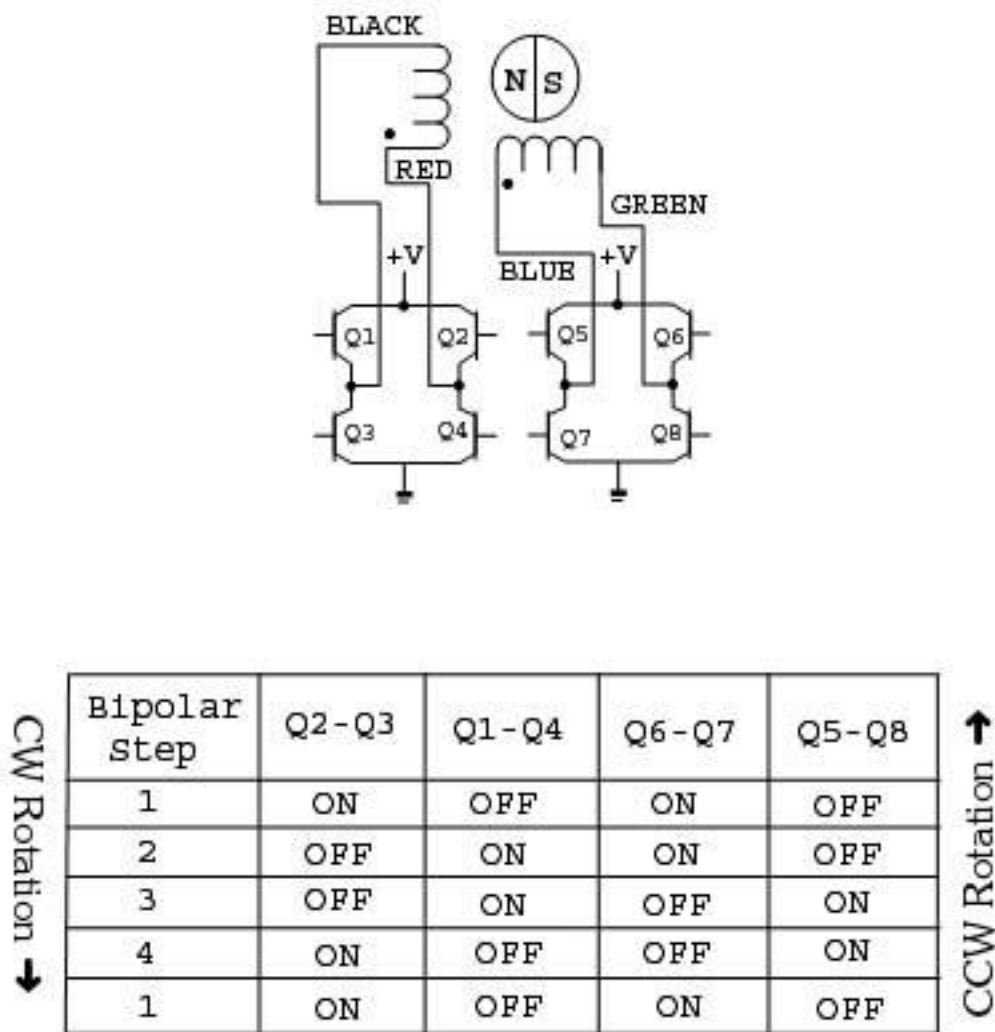 BLACK
N S
RED
GREEN
+V +V
BLUE
Q1 Q2 Q5 Q6
Q3 Q4 Q7 Q8
Bipolar Step Q2-Q3 Q1-Q4 Q6-Q7 Q5-Q8
1 ON OFF ON OFF
2 OFF ON ON OFF
3 OFF ON OFF ON
4 ON OFF OFF ON
1 ON OFF ON OFF
CW Rotation →
CCW Rotation →